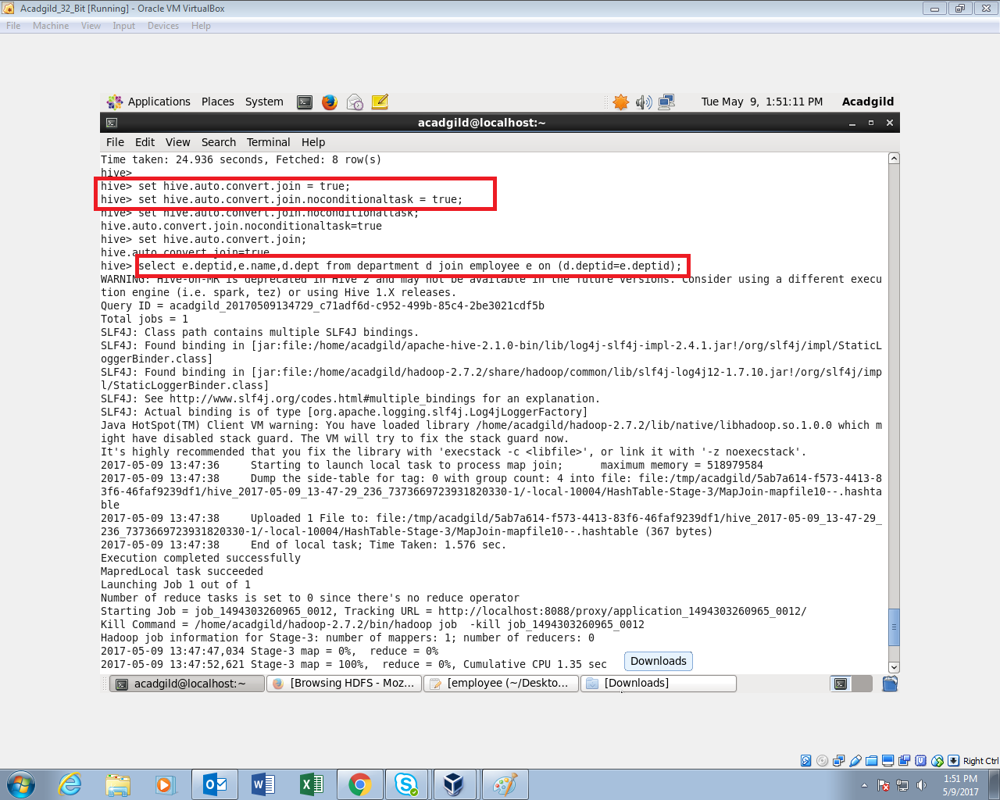 Acadgild_32_Bit [Running] - Oracle VM VirtualBox
File Machine View Input Devices Help
Applications Places System Tue May 9, 1:51:11 PM Acadgild
acadgild@localhost:~
File Edit View Search Terminal Help
Time taken: 24.936 seconds, Fetched: 8 row(s)
hive>
hive> set hive.auto.convert.join = true;
hive> set hive.auto.convert.join.noconditionaltask = true;
hive> set hive.auto.convert.join.noconditionaltask;
hive.auto.convert.join.noconditionaltask=true
hive> set hive.auto.convert.join;
hive.auto.convert.join=true
hive> select e.deptid,e.name,d.dept from department d join employee e on (d.deptid=e.deptid);
WARNING: Hive-on-MR is deprecated in Hive 2 and may not be available in the future versions. Consider using a different execu
tion engine (i.e. spark, tez) or using Hive 1.X releases.
Query ID = acadgild_20170509134729_c71adf6d-c952-499b-85c4-2be3021cdf5b
Total jobs = 1
SLF4J: Class path contains multiple SLF4J bindings.
SLF4J: Found binding in [jar:file:/home/acadgild/apache-hive-2.1.0-bin/lib/log4j-slf4j-impl-2.4.1.jar!/org/slf4j/impl/StaticL
oggerBinder.class]
SLF4J: Found binding in [jar:file:/home/acadgild/hadoop-2.7.2/share/hadoop/common/lib/slf4j-log4j12-1.7.10.jar!/org/slf4j/imp
l/StaticLoggerBinder.class]
SLF4J: See http://www.slf4j.org/codes.html#multiple_bindings for an explanation.
SLF4J: Actual binding is of type [org.apache.logging.slf4j.Log4jLoggerFactory]
Java HotSpot(TM) Client VM warning: You have loaded library /home/acadgild/hadoop-2.7.2/lib/native/libhadoop.so.1.0.0 which m
ight have disabled stack guard. The VM will try to fix the stack guard now.
It's highly recommended that you fix the library with 'execstack -c <libfile>', or link it with '-z noexecstack'.
2017-05-09 13:47:36 Starting to launch local task to process map join; maximum memory = 518979584
2017-05-09 13:47:38 Dump the side-table for tag: 0 with group count: 4 into file: file:/tmp/acadgild/5ab7a614-f573-4413-8
3f6-46faf9239df1/hive_2017-05-09_13-47-29_236_7373669723931820330-1/-local-10004/HashTable-Stage-3/MapJoin-mapfile10--.hashta
ble
2017-05-09 13:47:38 Uploaded 1 File to: file:/tmp/acadgild/5ab7a614-f573-4413-83f6-46faf9239df1/hive_2017-05-09_13-47-29_
236_7373669723931820330-1/-local-10004/HashTable-Stage-3/MapJoin-mapfile10--.hashtable (367 bytes)
2017-05-09 13:47:38 End of local task; Time Taken: 1.576 sec.
Execution completed successfully
MapredLocal task succeeded
Launching Job 1 out of 1
Number of reduce tasks is set to 0 since there's no reduce operator
Starting Job = job_1494303260965_0012, Tracking URL = http://localhost:8088/proxy/application_1494303260965_0012/
Kill Command = /home/acadgild/hadoop-2.7.2/bin/hadoop job -kill job_1494303260965_0012
Hadoop job information for Stage-3: number of mappers: 1; number of reducers: 0
2017-05-09 13:47:47,034 Stage-3 map = 0%, reduce = 0%
2017-05-09 13:47:52,621 Stage-3 map = 100%, reduce = 0%, Cumulative CPU 1.35 sec
Downloads
acadgild@localhost:~ [Browsing HDFS - Moz... [employee (~/Deskto... [Downloads]
Right Ctrl
1:51 PM
5/9/2017